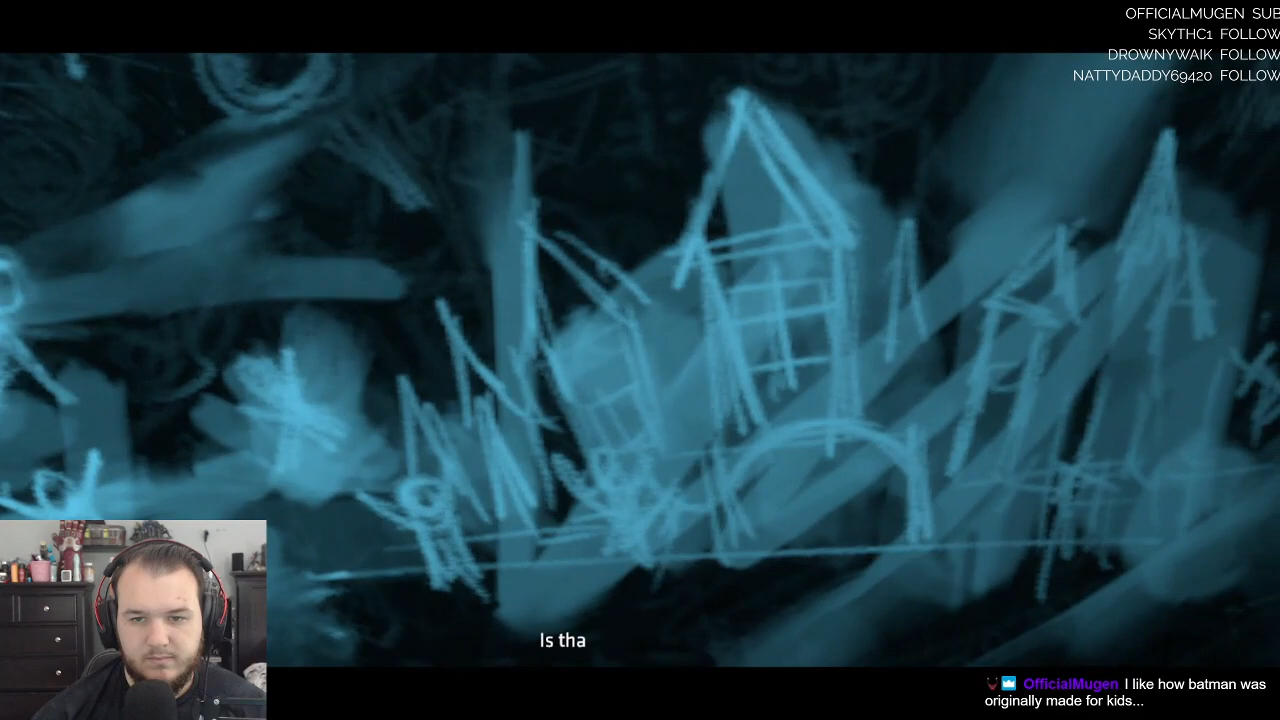 OFFICIALMUGEN SUB
SKYTHC1 FOLLOW
DROWNYWAIK FOLLOW
NATTYDADDY69420 FOLLOW
Is tha
OfficialMugen I like how batman was
originally made for kids...